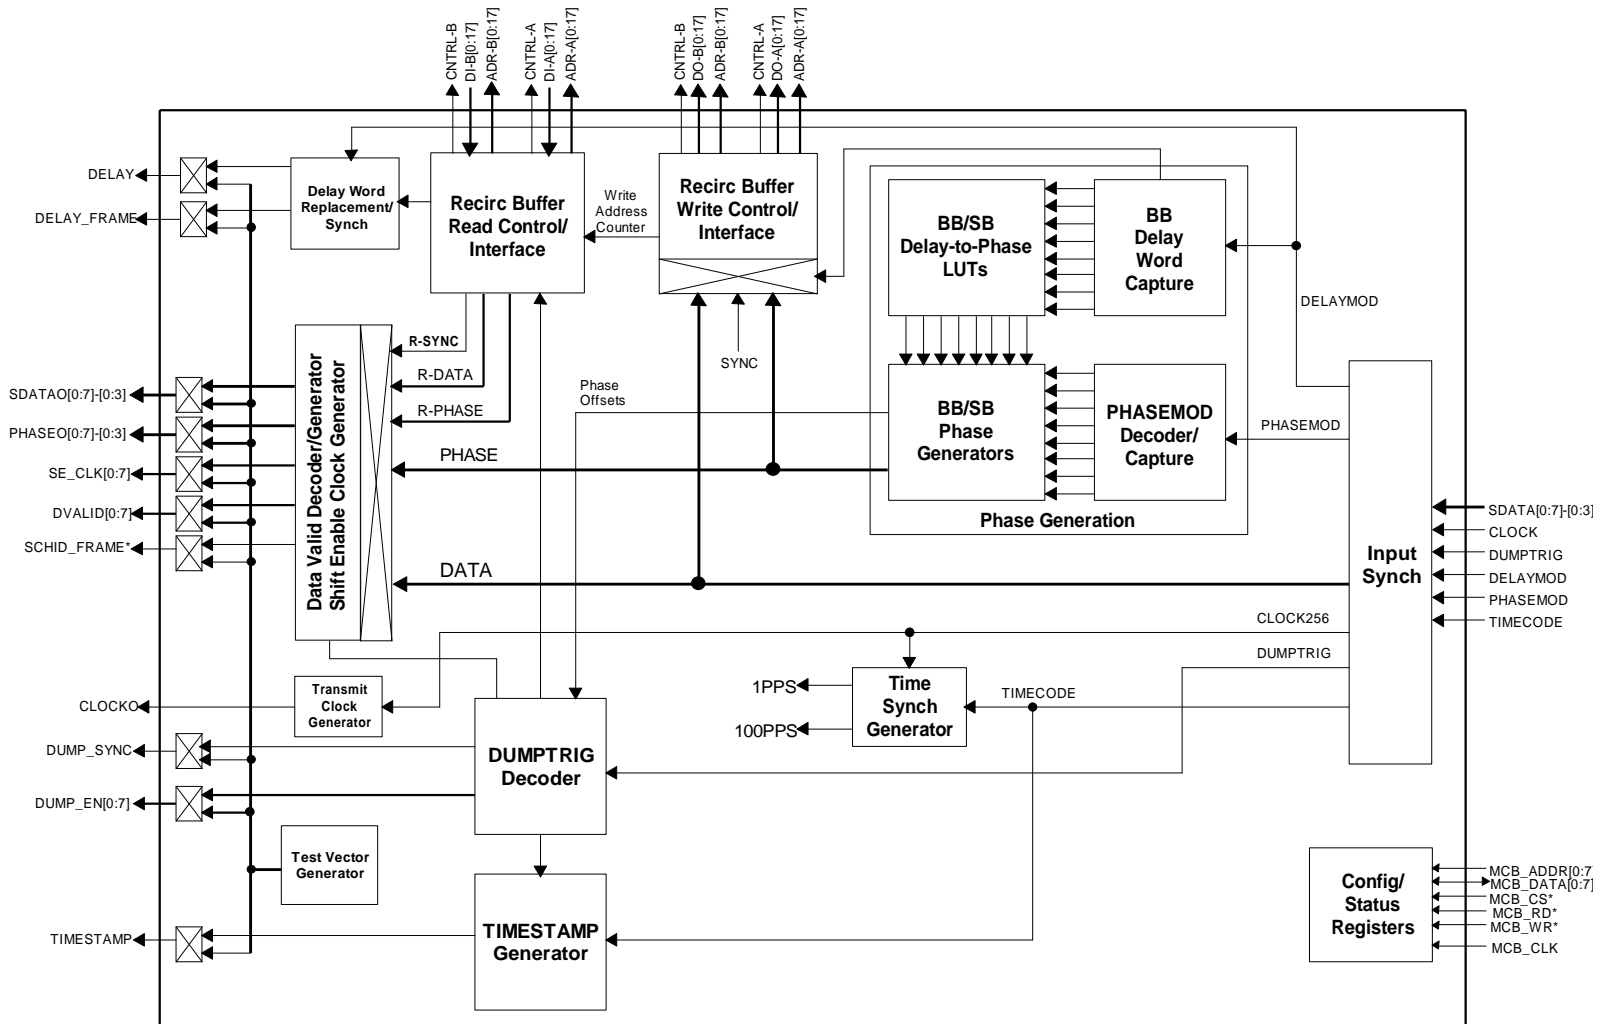 CNTRL-B
DI-B[0:17]
ADR-B[0:17]
CNTRL-A
DI-A[0:17]
ADR-A[0:17]
CNTRL-B
DO-B[0:17]
ADR-B[0:17]
CNTRL-A
DO-A[0:17]
ADR-A[0:17]
DELAY
DELAY_FRAME
Delay Word
Replacement/
Synch
Recirc Buffer
Read Control/
Interface
Write
Address
Counter
Recirc Buffer
Write Control/
Interface
BB/SB
Delay-to-Phase
LUTs
BB
Delay
Word
Capture
DELAYMOD
SYNC
R-SYNC
R-DATA
R-PHASE
PHASE
DATA
Phase
Offsets
BB/SB
Phase
Generators
PHASEMOD
Decoder/
Capture
Phase Generation
PHASEMOD
Data Valid Decoder/Generator
Shift Enable Clock Generator
SDATAO[0:7]-[0:3]
PHASEO[0:7]-[0:3]
SE_CLK[0:7]
DVALID[0:7]
SCHID_FRAME*
Input
Synch
SDATA[0:7]-[0:3]
CLOCK
DUMPTRIG
DELAYMOD
PHASEMOD
TIMECODE
CLOCK256
DUMPTRIG
TIMECODE
CLOCKO
Transmit
Clock
Generator
1PPS
100PPS
Time
Synch
Generator
DUMP_SYNC
DUMP_EN[0:7]
DUMPTRIG
Decoder
Test Vector
Generator
TIMESTAMP
TIMESTAMP
Generator
Config/
Status
Registers
MCB_ADDR[0:7]
MCB_DATA[0:7]
MCB_CS*
MCB_RD*
MCB_WR*
MCB_CLK